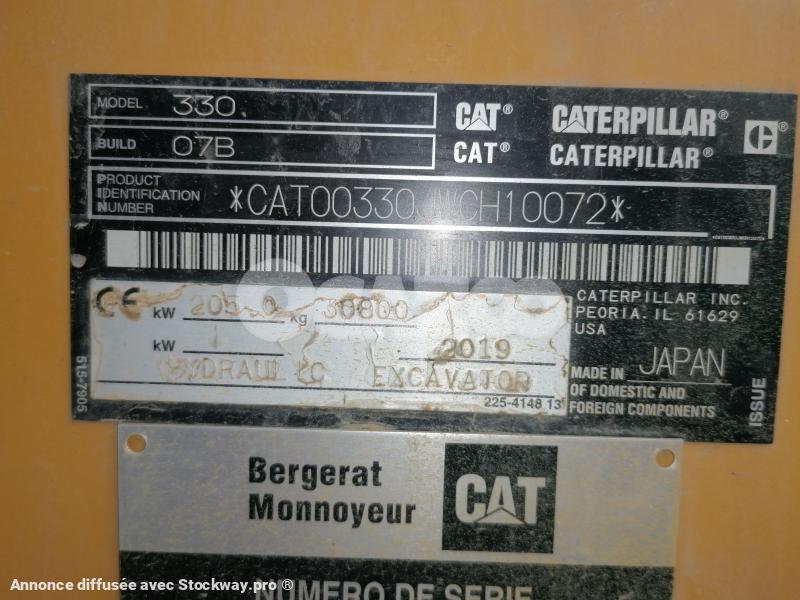 MODEL 330
CAT® CATERPILLAR®
BUILD 07B
CAT® CATERPILLAR®
PRODUCT IDENTIFICATION NUMBER
*CAT00330JWCH10072*
CE kW 205.0 kg 30800
kW 2019
HYDRAULIC EXCAVATOR
225-4148 13
CATERPILLAR INC.
PEORIA. IL 61629
USA
MADE IN JAPAN
OF DOMESTIC AND
FOREIGN COMPONENTS
515-7905
ISSUE
Bergerat
Monnoyeur
CAT
NUMERO DE SERIE
Annonce diffusée avec Stockway.pro ®